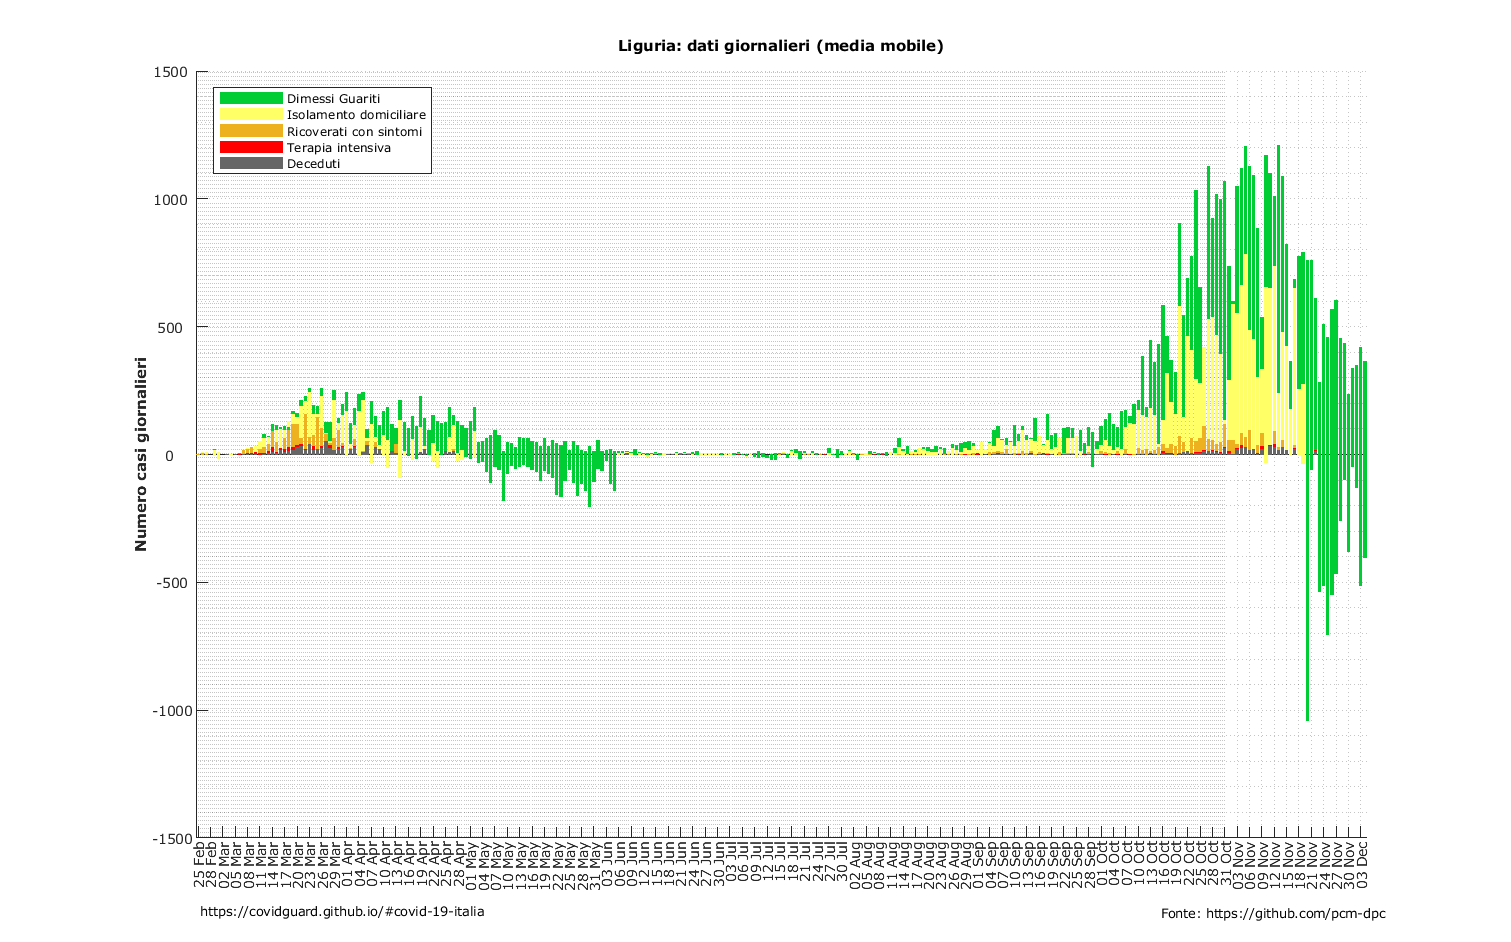 Liguria: dati giornalieri (media mobile)
1500
1000
500
0
-500
-1000
-1500
Numero casi giornalieri
Dimessi Guariti
Isolamento domiciliare
Ricoverati con sintomi
Terapia intensiva
Deceduti
25 Feb
28 Feb
02 Mar
05 Mar
08 Mar
11 Mar
14 Mar
17 Mar
20 Mar
23 Mar
26 Mar
29 Mar
01 Apr
04 Apr
07 Apr
10 Apr
13 Apr
16 Apr
19 Apr
22 Apr
25 Apr
28 Apr
01 May
04 May
07 May
10 May
13 May
16 May
19 May
22 May
25 May
28 May
31 May
03 Jun
06 Jun
09 Jun
12 Jun
15 Jun
18 Jun
21 Jun
24 Jun
27 Jun
30 Jun
03 Jul
06 Jul
09 Jul
12 Jul
15 Jul
18 Jul
21 Jul
24 Jul
27 Jul
30 Jul
02 Aug
05 Aug
08 Aug
11 Aug
14 Aug
17 Aug
20 Aug
23 Aug
26 Aug
29 Aug
01 Sep
04 Sep
07 Sep
10 Sep
13 Sep
16 Sep
19 Sep
22 Sep
25 Sep
28 Sep
01 Oct
04 Oct
07 Oct
10 Oct
13 Oct
16 Oct
19 Oct
22 Oct
25 Oct
28 Oct
31 Oct
03 Nov
06 Nov
09 Nov
12 Nov
15 Nov
18 Nov
21 Nov
24 Nov
27 Nov
30 Nov
03 Dec
https://covidguard.github.io/#covid-19-italia
Fonte: https://github.com/pcm-dpc